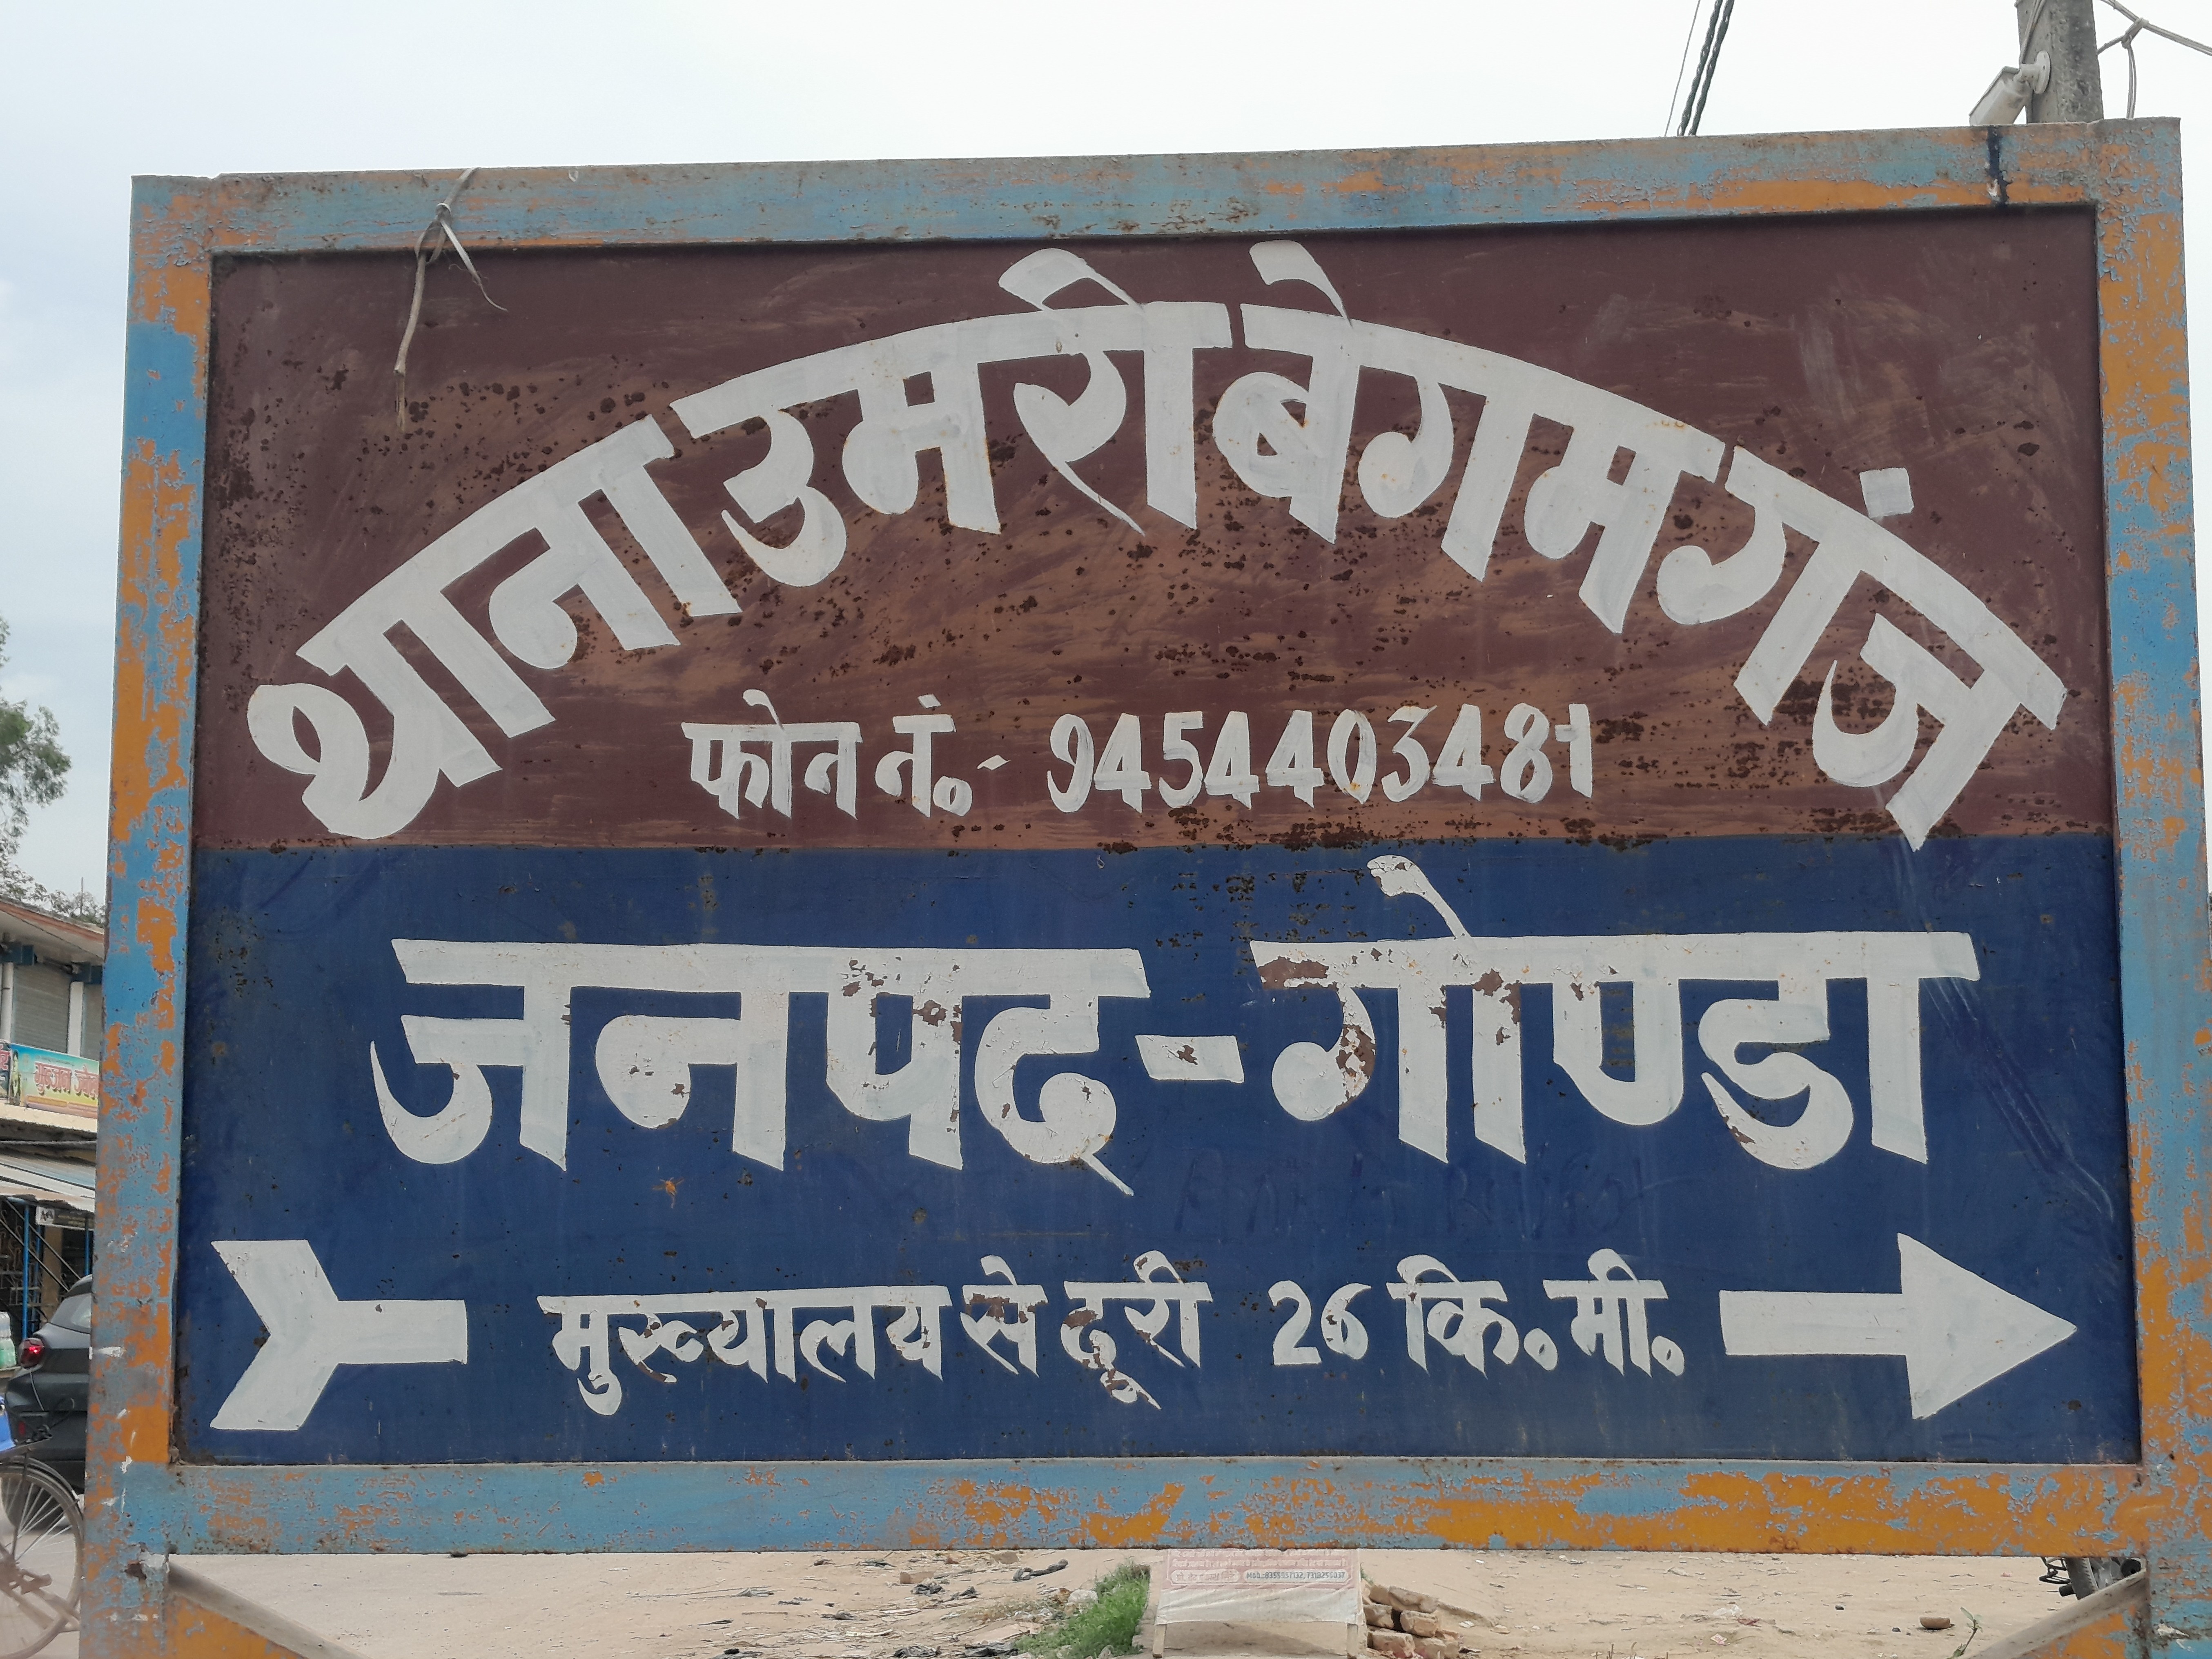 थाना उमरी बेगमगंज
फोन नं.- 9454403481
जनपद-गोण्डा
मुख्यालय से दूरी 26 कि. मी.